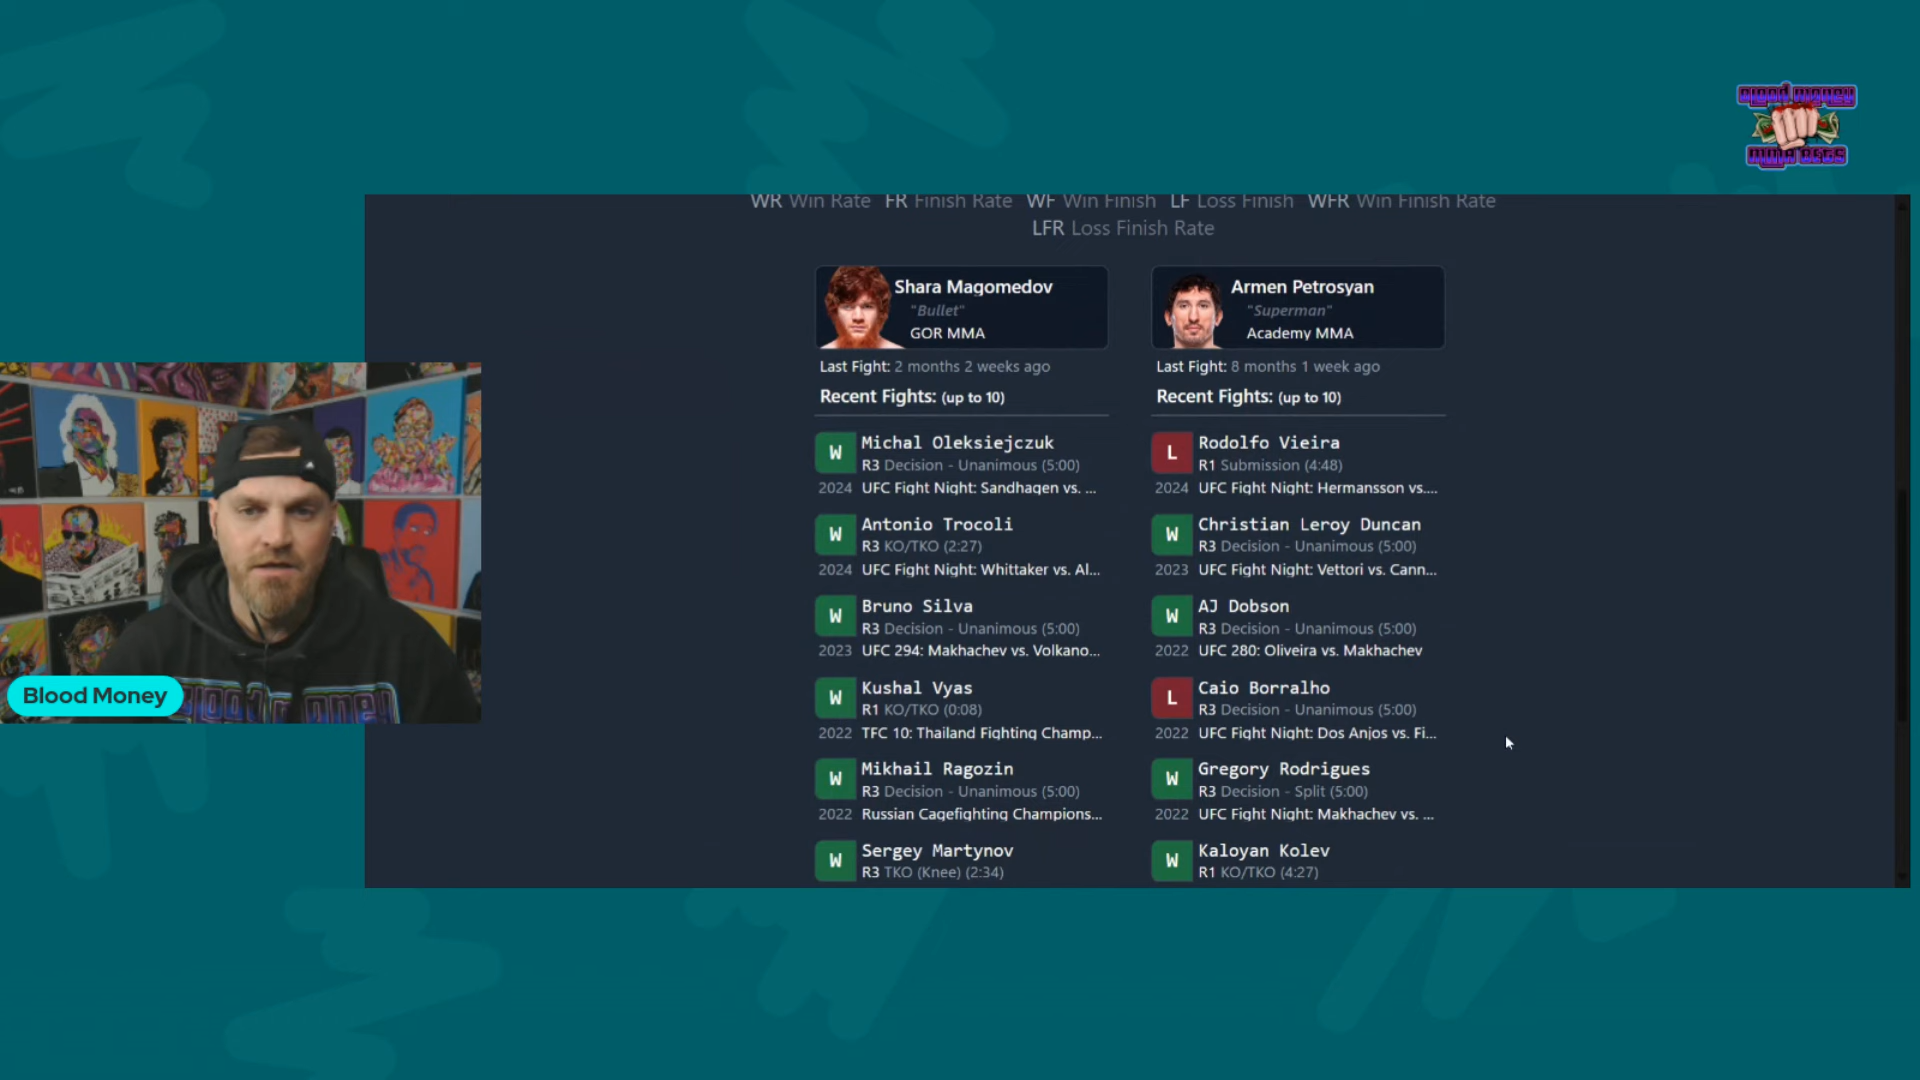 BLOOD MONEY
MMA BETS
WR Win Rate FR Finish Rate WF Win Finish LF Loss Finish WFR Win Finish Rate
LFR Loss Finish Rate
Shara Magomedov
"Bullet"
GOR MMA
Last Fight: 2 months 2 weeks ago
Recent Fights: (up to 10)
W Michal Oleksiejczuk
R3 Decision - Unanimous (5:00)
2024 UFC Fight Night: Sandhagen vs. ...
W Antonio Trocoli
R3 KO/TKO (2:27)
2024 UFC Fight Night: Whittaker vs. Al...
W Bruno Silva
R3 Decision - Unanimous (5:00)
2023 UFC 294: Makhachev vs. Volkano...
W Kushal Vyas
R1 KO/TKO (0:08)
2022 TFC 10: Thailand Fighting Champ...
W Mikhail Ragozin
R3 Decision - Unanimous (5:00)
2022 Russian Cagefighting Champions...
W Sergey Martynov
R3 TKO (Knee) (2:34)
Armen Petrosyan
"Superman"
Academy MMA
Last Fight: 8 months 1 week ago
Recent Fights: (up to 10)
L Rodolfo Vieira
R1 Submission (4:48)
2024 UFC Fight Night: Hermansson vs....
W Christian Leroy Duncan
R3 Decision - Unanimous (5:00)
2023 UFC Fight Night: Vettori vs. Cann...
W AJ Dobson
R3 Decision - Unanimous (5:00)
2022 UFC 280: Oliveira vs. Makhachev
L Caio Borralho
R3 Decision - Unanimous (5:00)
2022 UFC Fight Night: Dos Anjos vs. Fi...
W Gregory Rodrigues
R3 Decision - Split (5:00)
2022 UFC Fight Night: Makhachev vs. ...
W Kaloyan Kolev
R1 KO/TKO (4:27)
Blood Money